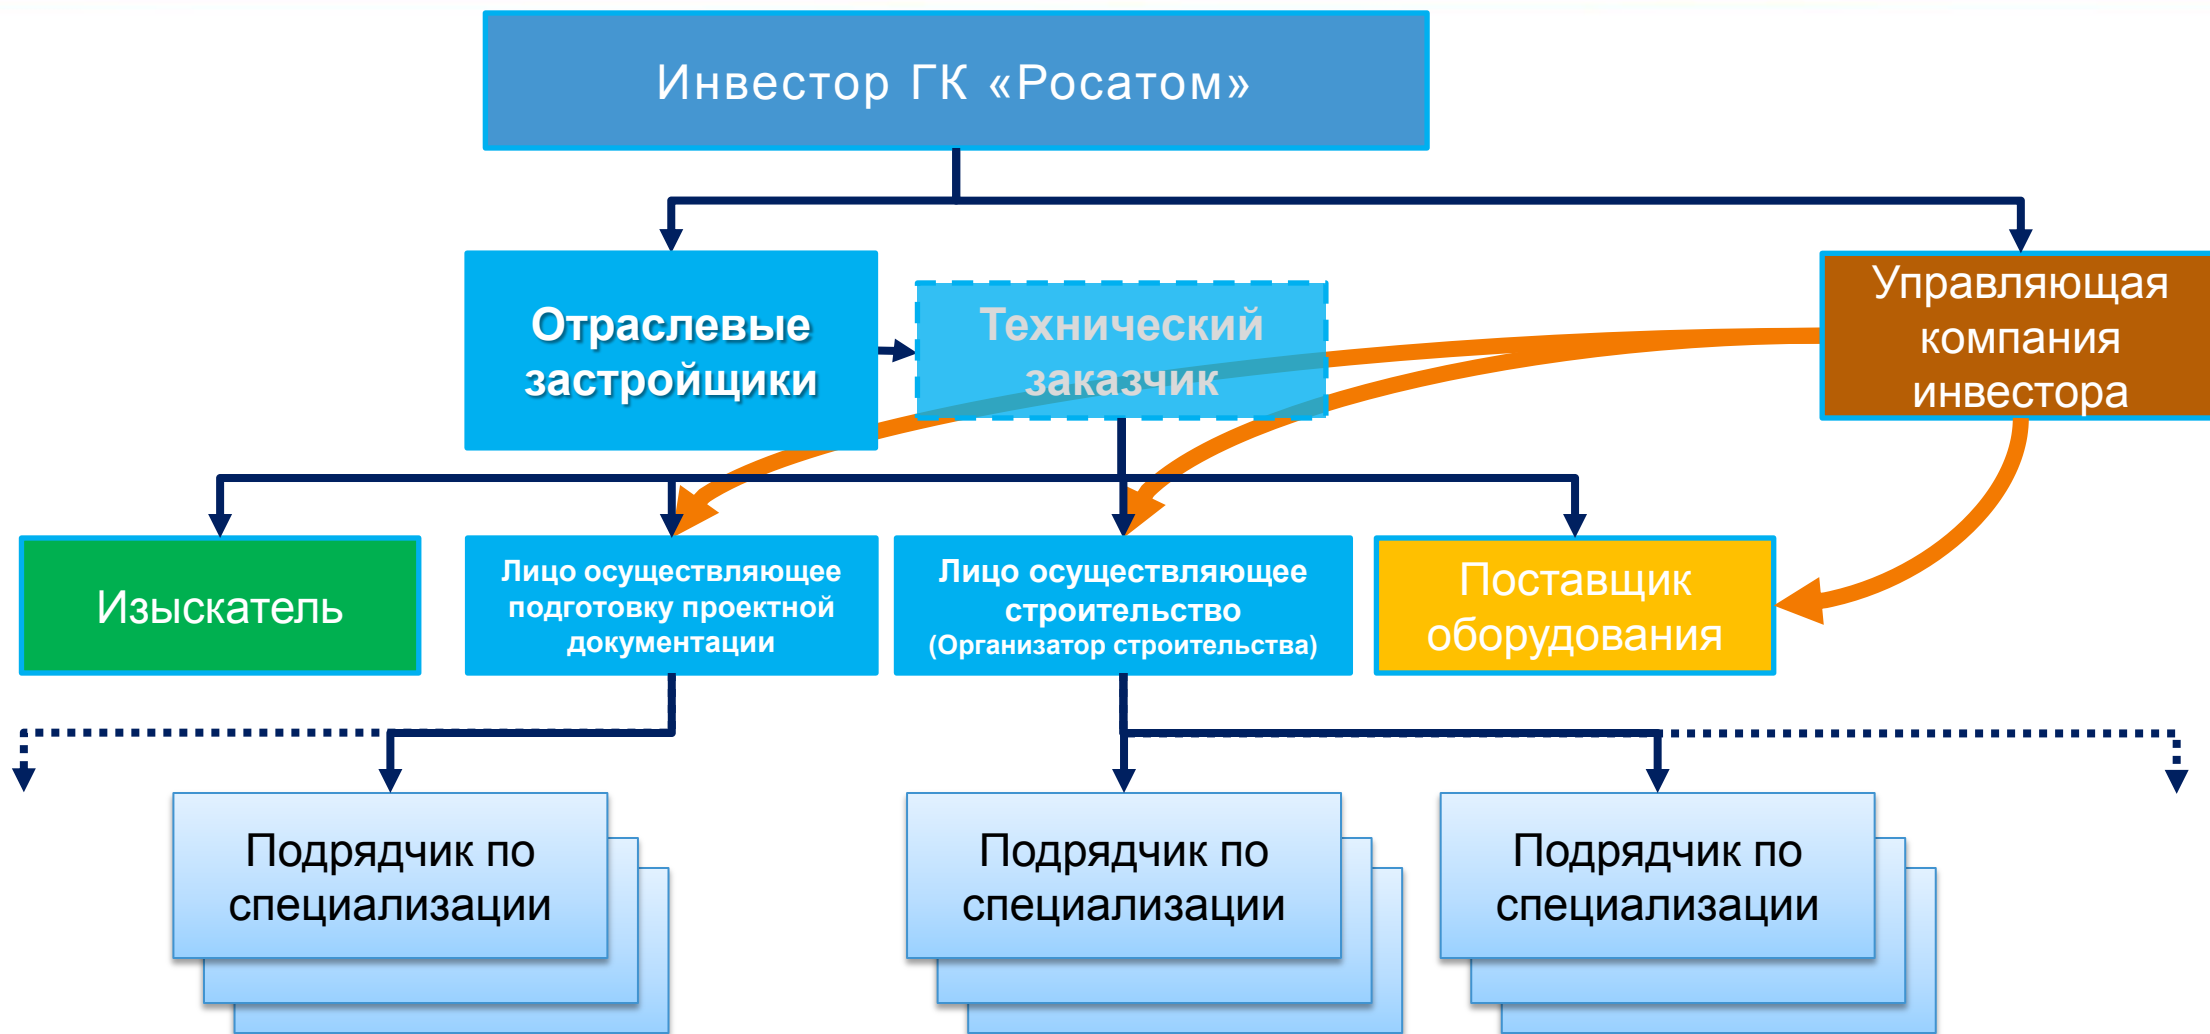 Инвестор ГК «Росатом»
Отраслевые
застройщики
Технический
заказчик
Управляющая
компания
инвестора
Изыскатель
Лицо осуществляющее
подготовку проектной
документации
Лицо осуществляющее
строительство
(Организатор строительства)
Поставщик
оборудования
Подрядчик по
специализации
Подрядчик по
специализации
Подрядчик по
специализации